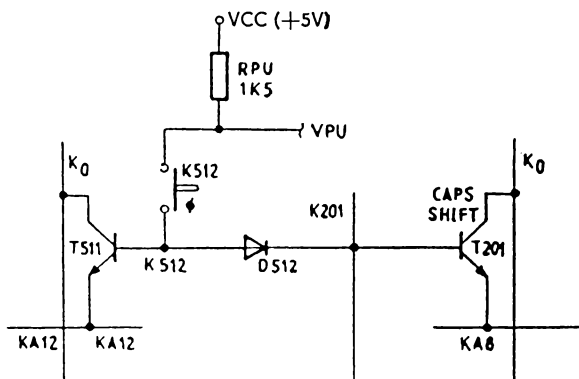 VCC (+5V)
RPU
1K5
VPU
K0
K512
φ
K201
CAPS
SHIFT
K0
T511
K512
D512
T201
KA12
KA12
KA8